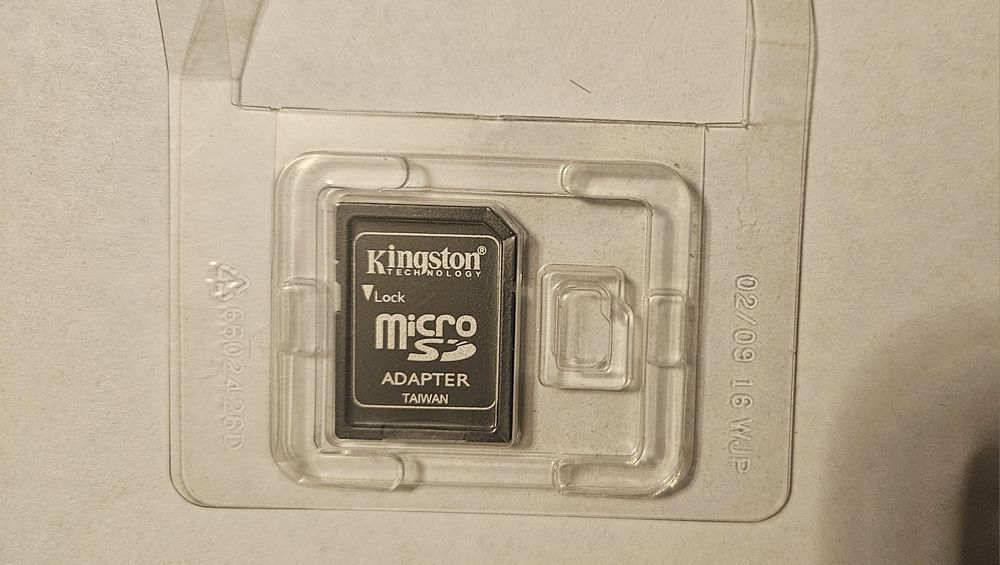 Kingston®
TECHNOLOGY
Lock
micro
SD
ADAPTER
TAIWAN
02/09 16 WJP